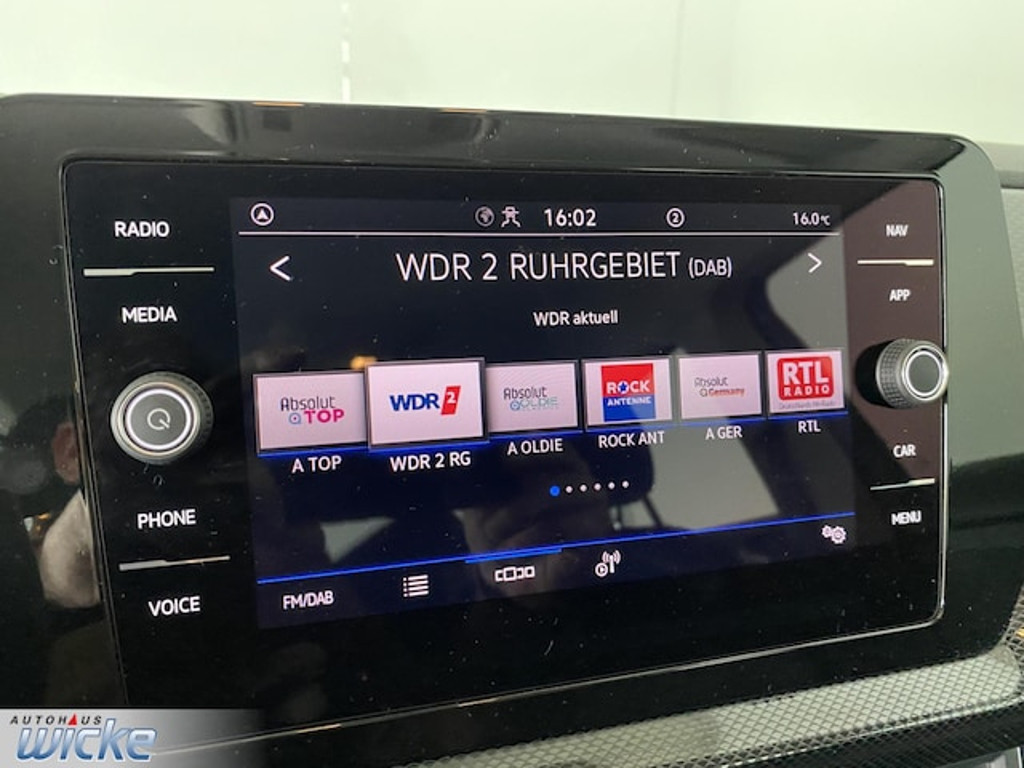 RADIO
MEDIA
PHONE
VOICE
16:02
2
16.0°C
< WDR 2 RUHRGEBIET (DAB) >
WDR aktuell
Absolut TOP
WDR 2
Absolut OLDIE
ROCK ANTENNE
Absolut Germany
RTL RADIO
A TOP
WDR 2 RG
A OLDIE
ROCK ANT
A GER
RTL
FM/DAB
NAV
APP
CAR
MENU
AUTOHAUS
wicke